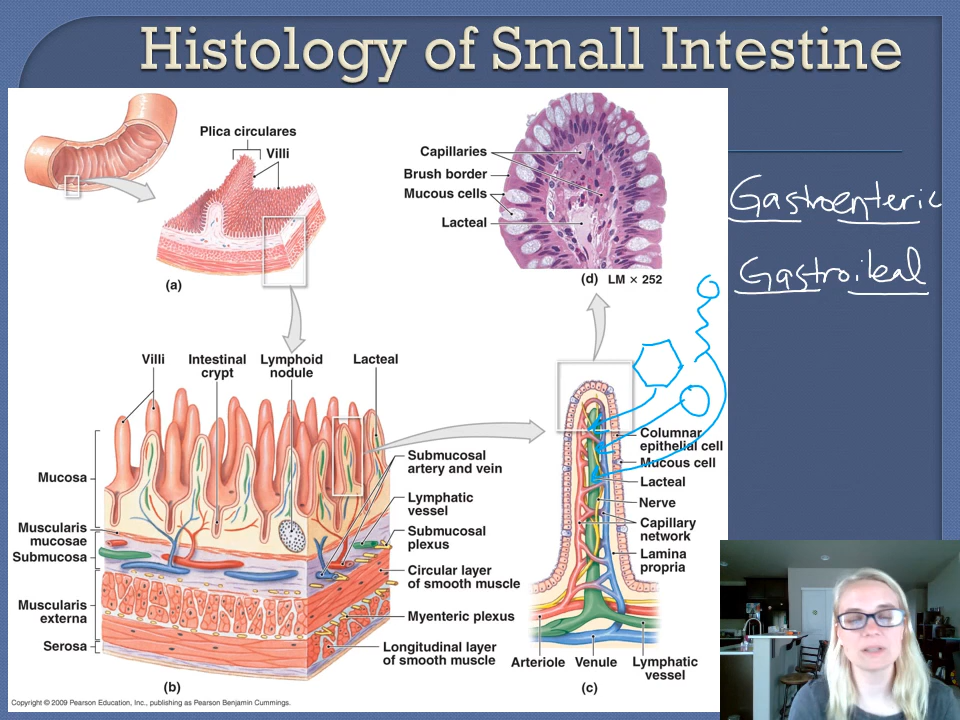 Histology of Small Intestine
Plica circulares
Villi
(a)
Capillaries
Brush border
Mucous cells
Lacteal
(d) LM × 252
Gastroenteric
Gastroileal
Villi
Intestinal
crypt
Lymphoid
nodule
Lacteal
Mucosa
Muscularis
mucosae
Submucosa
Muscularis
externa
Serosa
Submucosal
artery and vein
Lymphatic
vessel
Submucosal
plexus
Circular layer
of smooth muscle
Myenteric plexus
Longitudinal layer
of smooth muscle
(b)
Columnar
epithelial cell
Mucous cell
Lacteal
Nerve
Capillary
network
Lamina
propria
Arteriole
Venule
Lymphatic
vessel
(c)
Copyright © 2009 Pearson Education, Inc., publishing as Pearson Benjamin Cummings.